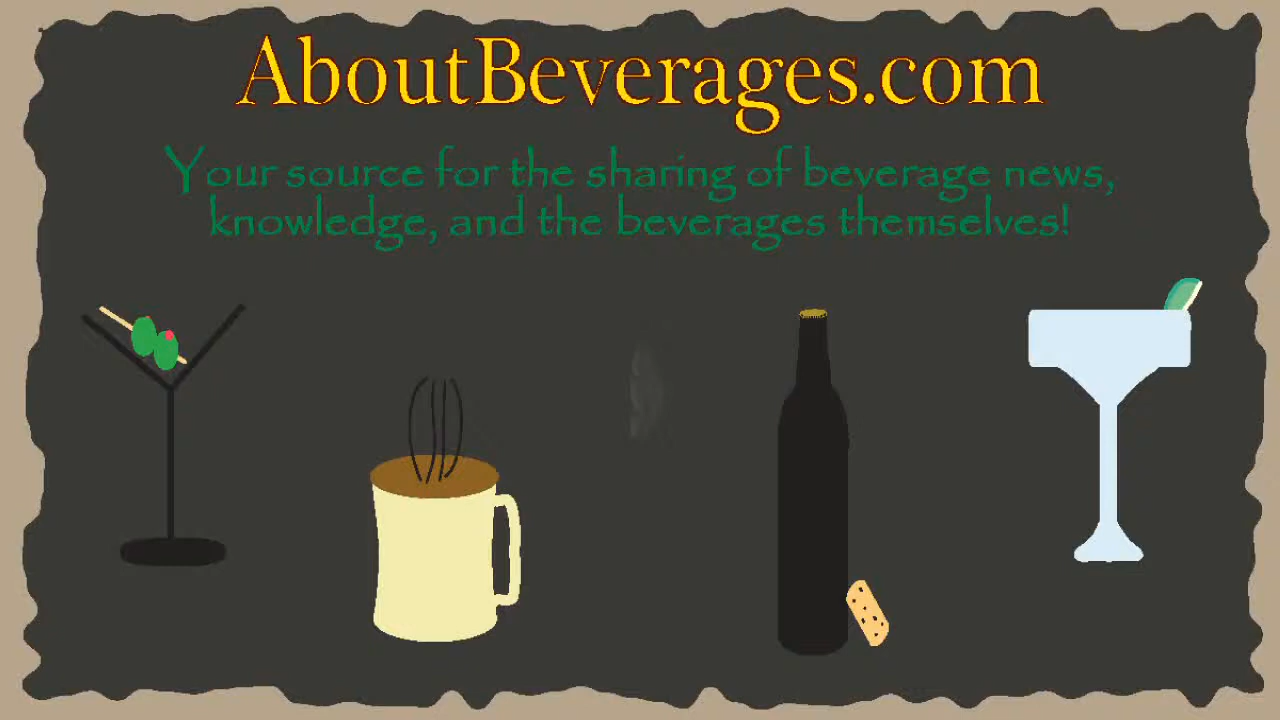 AboutBeverages.com
Your source for the sharing of beverage news,
knowledge, and the beverages themselves!